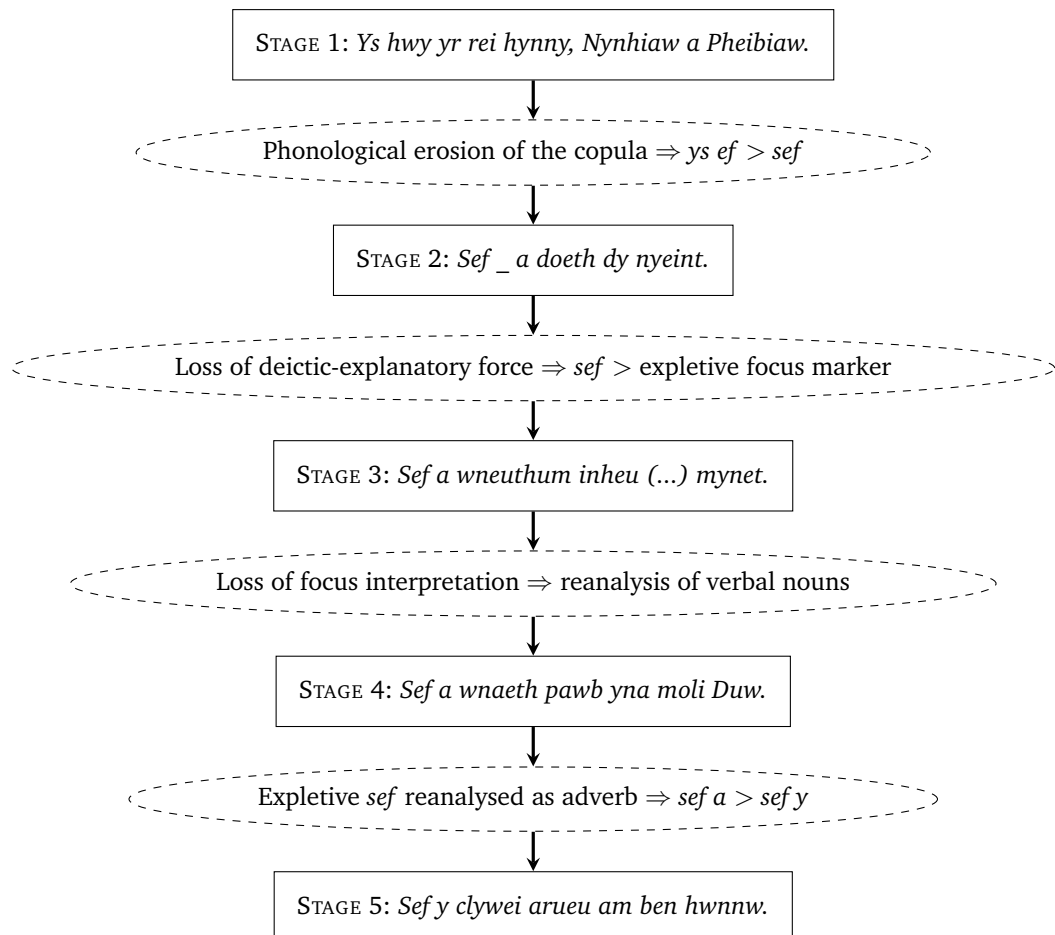 STAGE 1: Ys hwy yr rei hynny, Nynhiaw a Pheibiaw.
Phonological erosion of the copula ⇒ ys ef > sef
STAGE 2: Sef _ a doeth dy nyeint.
Loss of deictic-explanatory force ⇒ sef > expletive focus marker
STAGE 3: Sef a wneuthum inheu (...) mynet.
Loss of focus interpretation ⇒ reanalysis of verbal nouns
STAGE 4: Sef a wnaeth pawb yna moli Duw.
Expletive sef reanalysed as adverb ⇒ sef a > sef y
STAGE 5: Sef y clywei arueu am ben hwnnw.